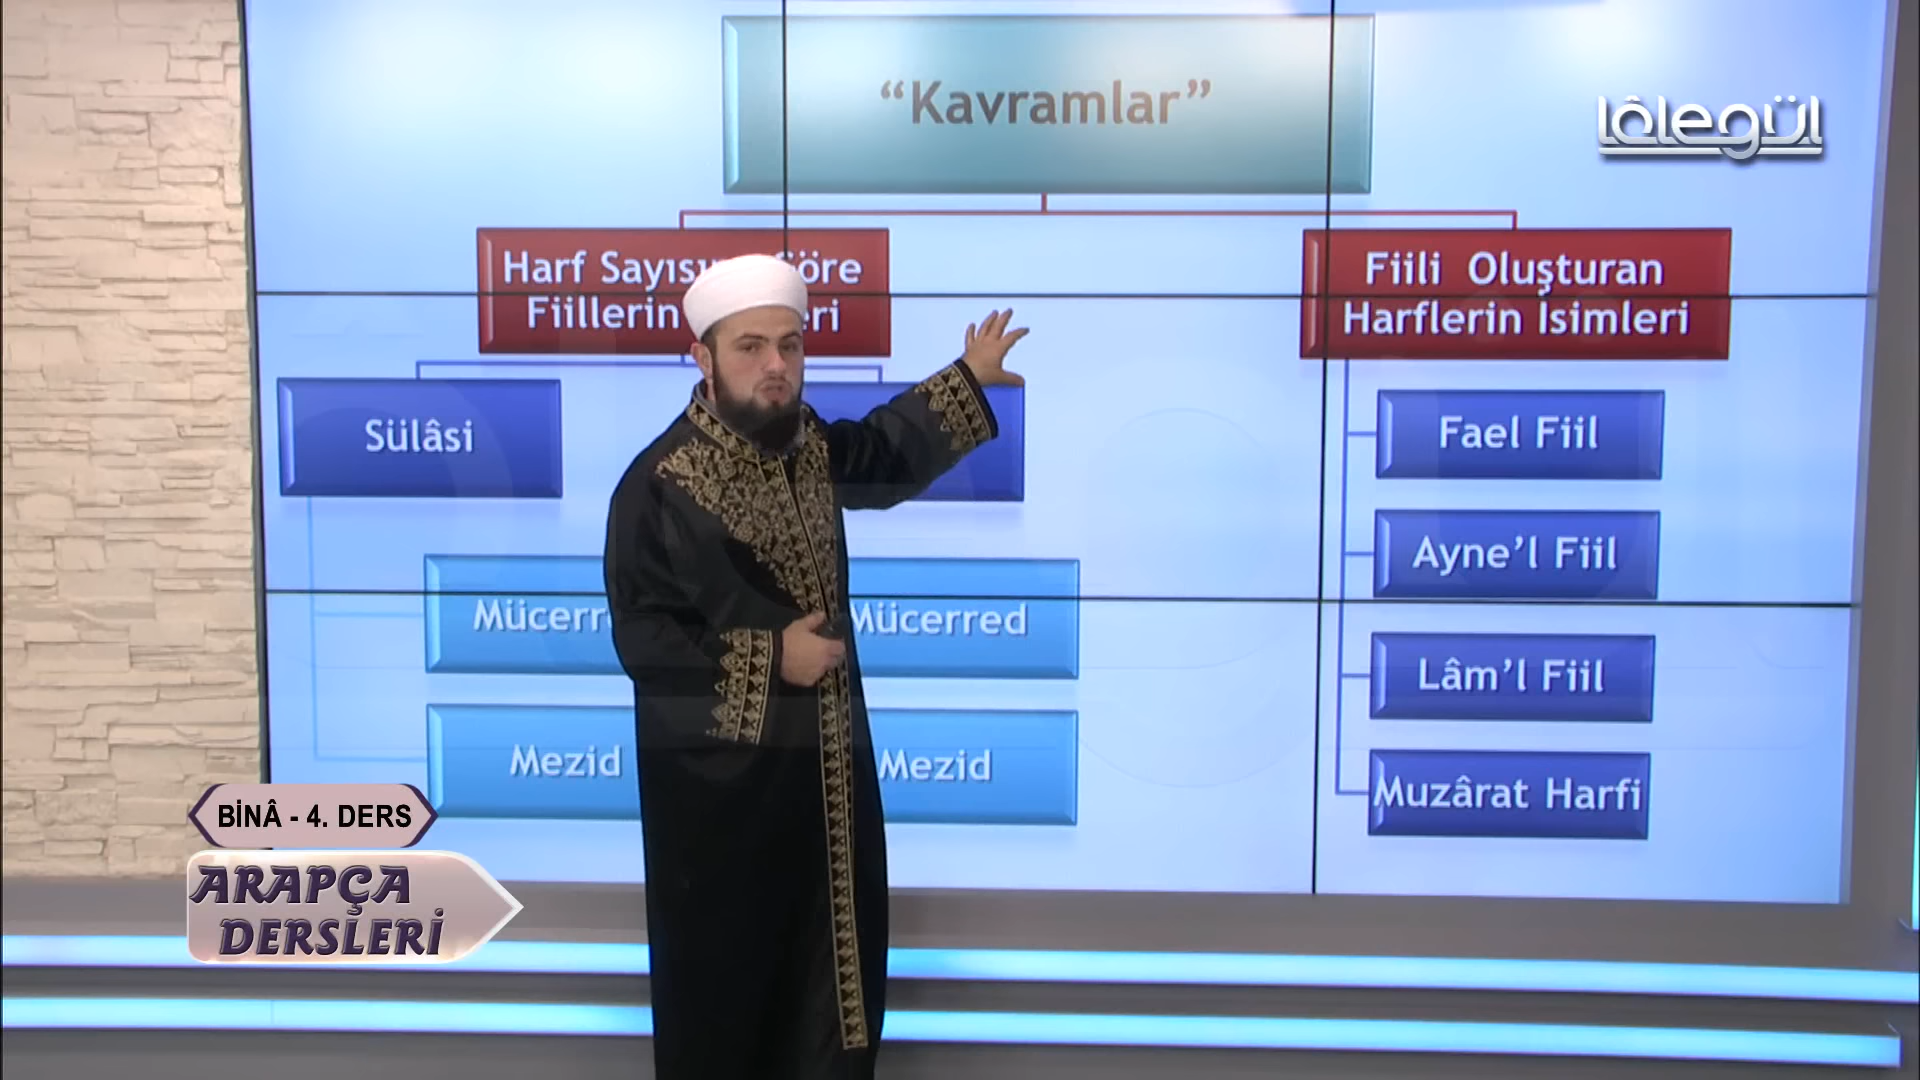 “Kavramlar”
lâlegül
Harf Göre
Fiillerin
Fiili Oluşturan
Harflerin İsimleri
Sülâsi
Fael Fiil
Ayne’l Fiil
Mücerred
Lâm’l Fiil
Mezid
Mezid
Muzârat Harfi
BİNÂ - 4. DERS
ARAPÇA
DERSLERİ